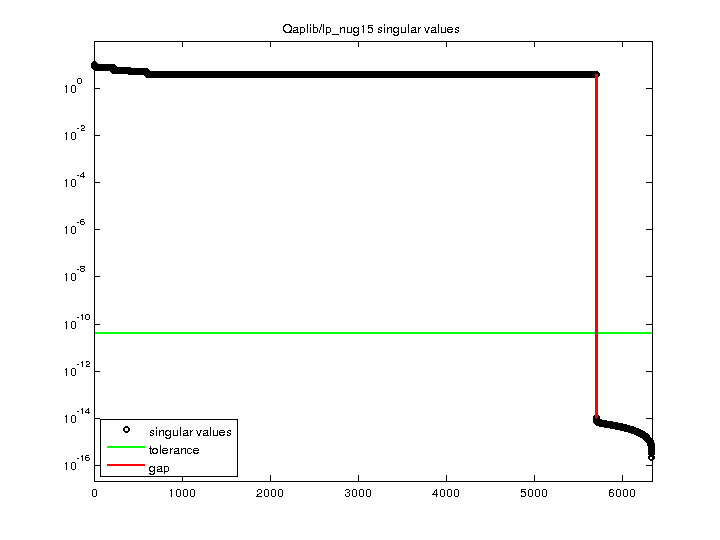 Qaplib/lp_nug15 singular values
10^0
10^-2
10^-4
10^-6
10^-8
10^-10
10^-12
10^-14
10^-16
singular values
tolerance
gap
0 1000 2000 3000 4000 5000 6000